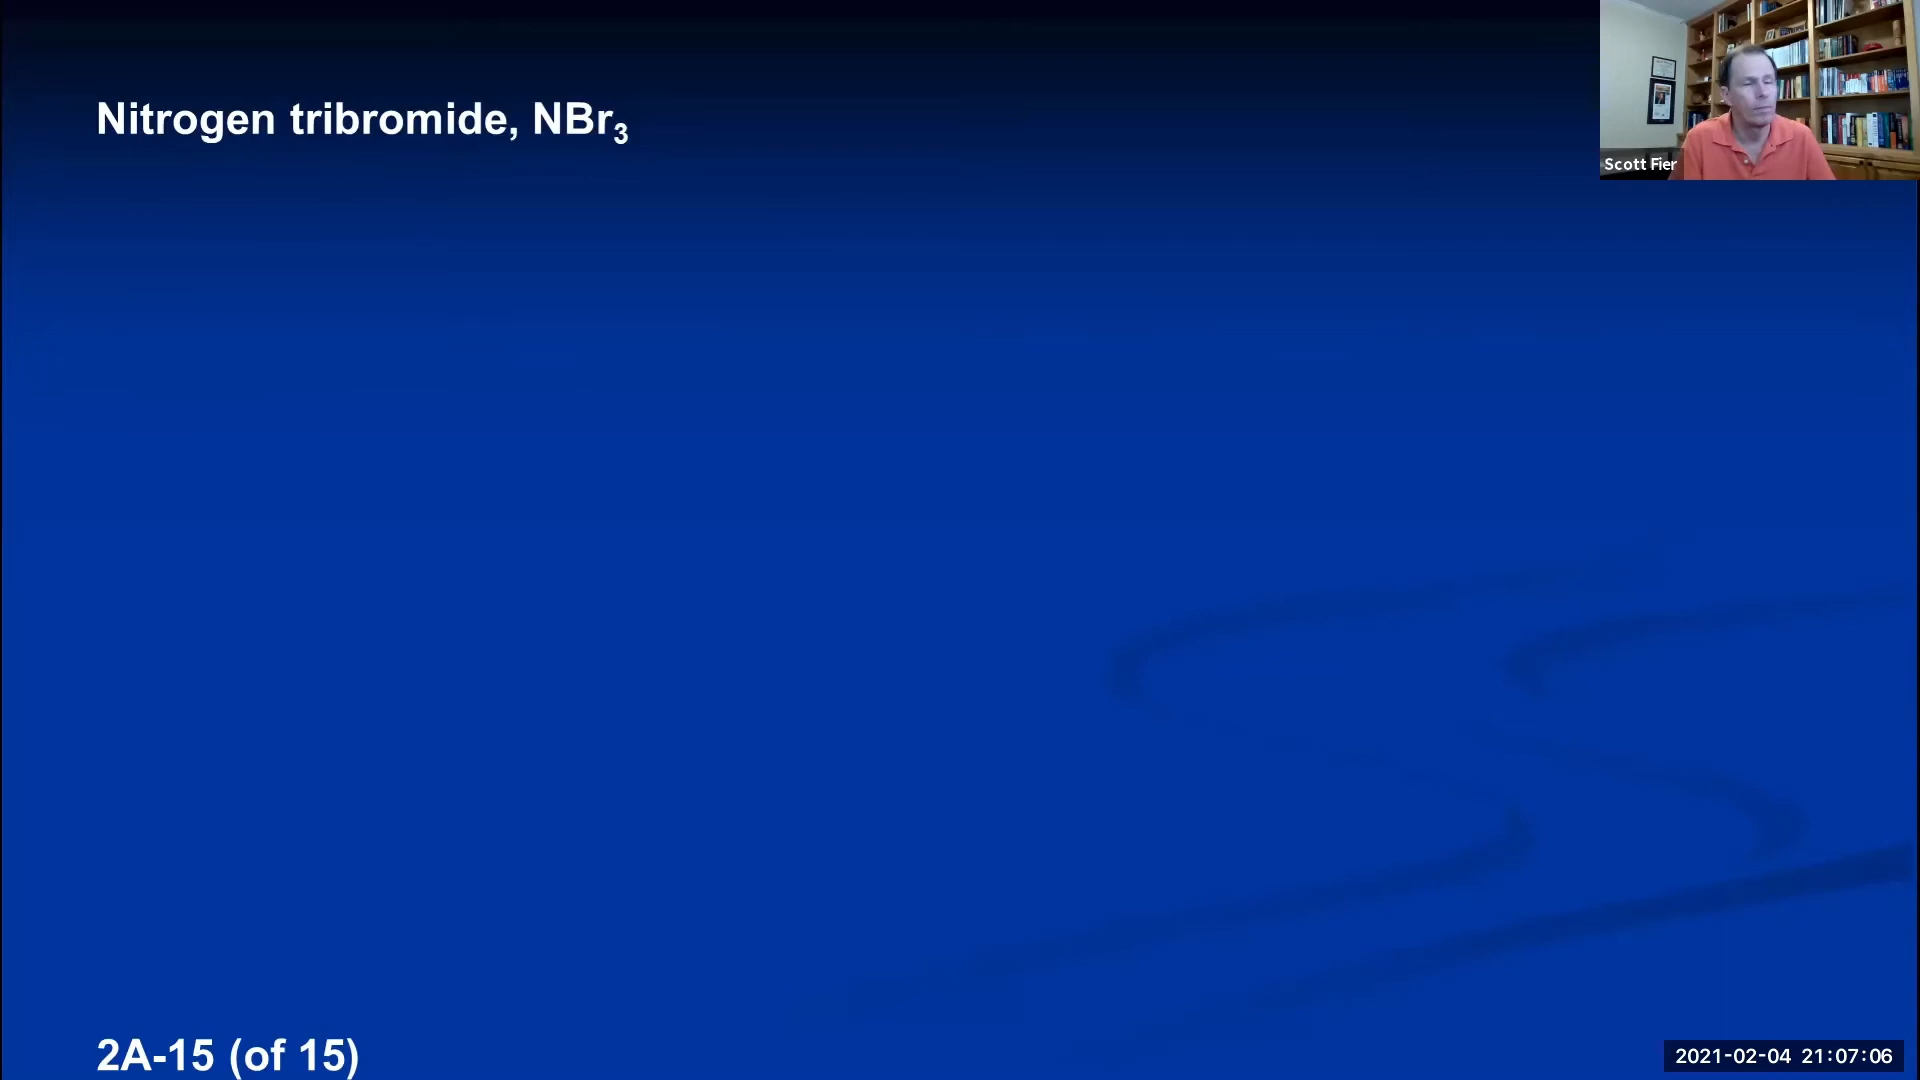 Nitrogen tribromide, NBr₃
Scott Fier
2A-15 (of 15)
2021-02-04 21:07:06